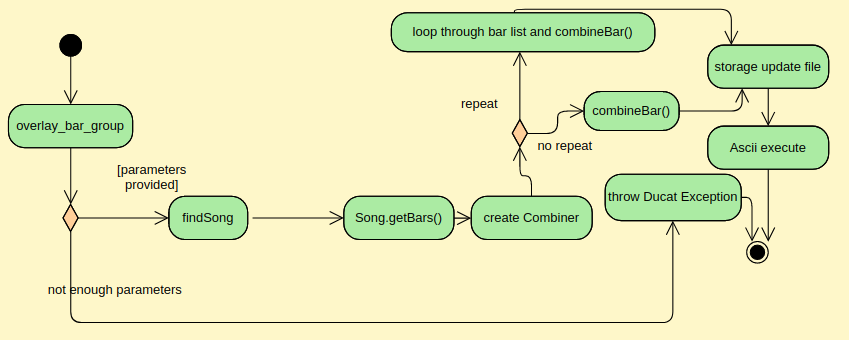 loop through bar list and combineBar()
storage update file
repeat
combineBar()
overlay_bar_group
no repeat
Ascii execute
[parameters
provided]
throw Ducat Exception
findSong
Song.getBars()
create Combiner
not enough parameters